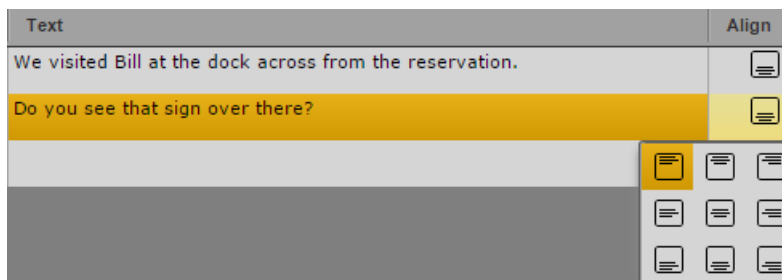 Text Align
We visited Bill at the dock across from the reservation.
Do you see that sign over there?